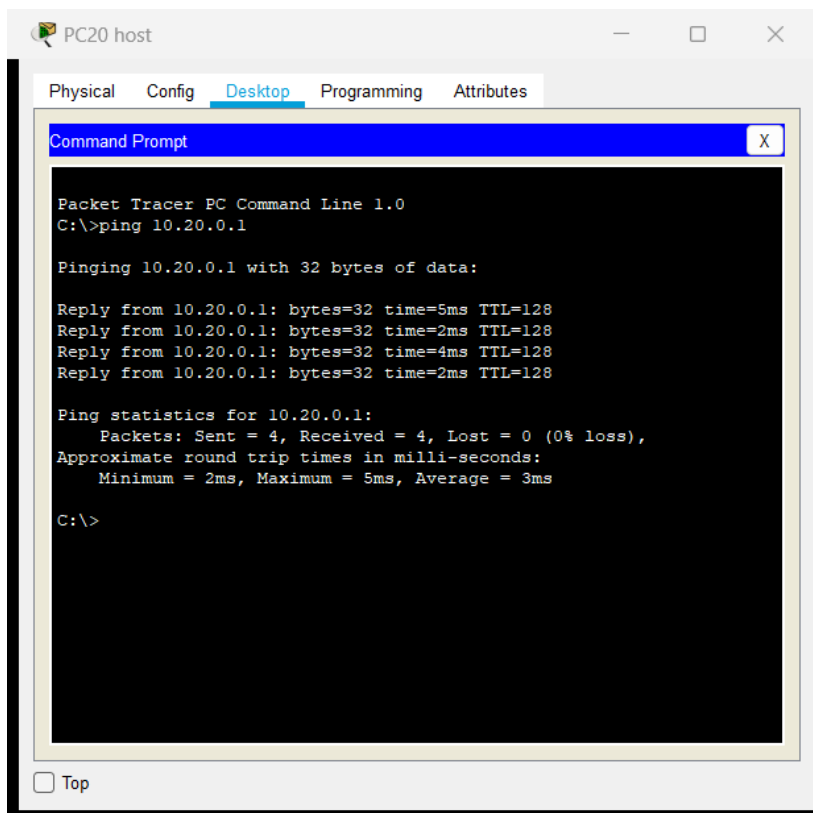 PC20 host
Physical Config Desktop Programming Attributes
Command Prompt
X
Packet Tracer PC Command Line 1.0
C:\>ping 10.20.0.1
Pinging 10.20.0.1 with 32 bytes of data:
Reply from 10.20.0.1: bytes=32 time=5ms TTL=128
Reply from 10.20.0.1: bytes=32 time=2ms TTL=128
Reply from 10.20.0.1: bytes=32 time=4ms TTL=128
Reply from 10.20.0.1: bytes=32 time=2ms TTL=128
Ping statistics for 10.20.0.1:
Packets: Sent = 4, Received = 4, Lost = 0 (0% loss),
Approximate round trip times in milli-seconds:
Minimum = 2ms, Maximum = 5ms, Average = 3ms
C:\>
Top